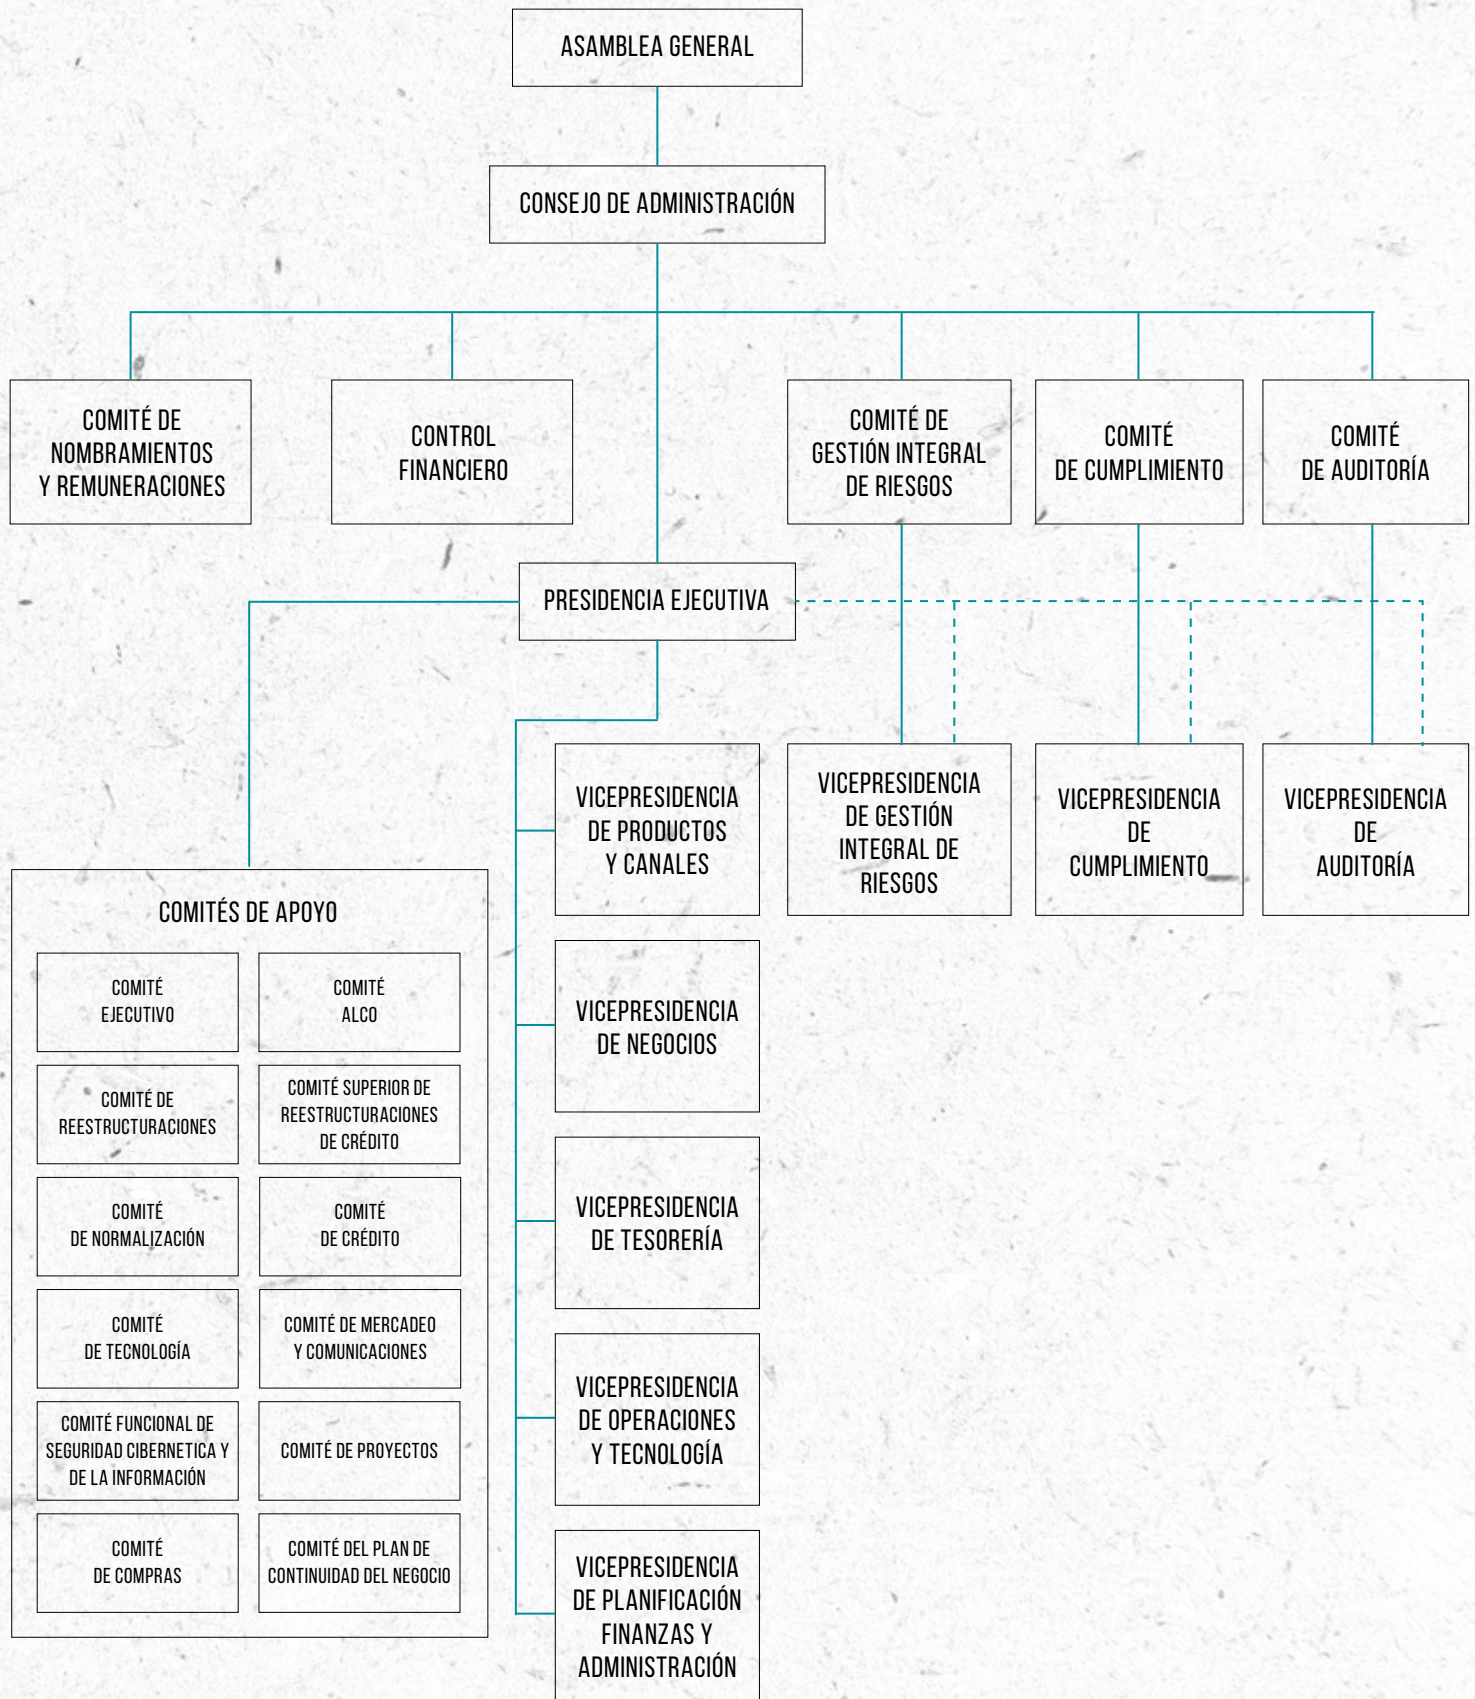 ASAMBLEA GENERAL
CONSEJO DE ADMINISTRACIÓN
COMITÉ DE
NOMBRAMIENTOS
Y REMUNERACIONES
CONTROL
FINANCIERO
COMITÉ DE
GESTIÓN INTEGRAL
DE RIESGOS
COMITÉ
DE CUMPLIMIENTO
COMITÉ
DE AUDITORÍA
PRESIDENCIA EJECUTIVA
VICEPRESIDENCIA
DE PRODUCTOS
Y CANALES
VICEPRESIDENCIA
DE GESTIÓN
INTEGRAL DE
RIESGOS
VICEPRESIDENCIA
DE
CUMPLIMIENTO
VICEPRESIDENCIA
DE
AUDITORÍA
COMITÉS DE APOYO
COMITÉ
EJECUTIVO
COMITÉ
ALCO
COMITÉ DE
REESTRUCTURACIONES
COMITÉ SUPERIOR DE
REESTRUCTURACIONES
DE CRÉDITO
COMITÉ
DE NORMALIZACIÓN
COMITÉ
DE CRÉDITO
COMITÉ
DE TECNOLOGÍA
COMITÉ DE MERCADEO
Y COMUNICACIONES
COMITÉ FUNCIONAL DE
SEGURIDAD CIBERNETICA Y
DE LA INFORMACIÓN
COMITÉ DE PROYECTOS
COMITÉ
DE COMPRAS
COMITÉ DEL PLAN DE
CONTINUIDAD DEL NEGOCIO
VICEPRESIDENCIA
DE NEGOCIOS
VICEPRESIDENCIA
DE TESORERÍA
VICEPRESIDENCIA
DE OPERACIONES
Y TECNOLOGÍA
VICEPRESIDENCIA
DE PLANIFICACIÓN
FINANZAS Y
ADMINISTRACIÓN